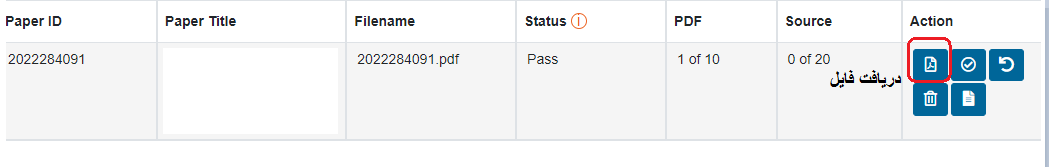 Paper ID Paper Title Filename Status PDF Source Action
2022284091 2022284091.pdf Pass 1 of 10 0 of 20
دریافت فایل